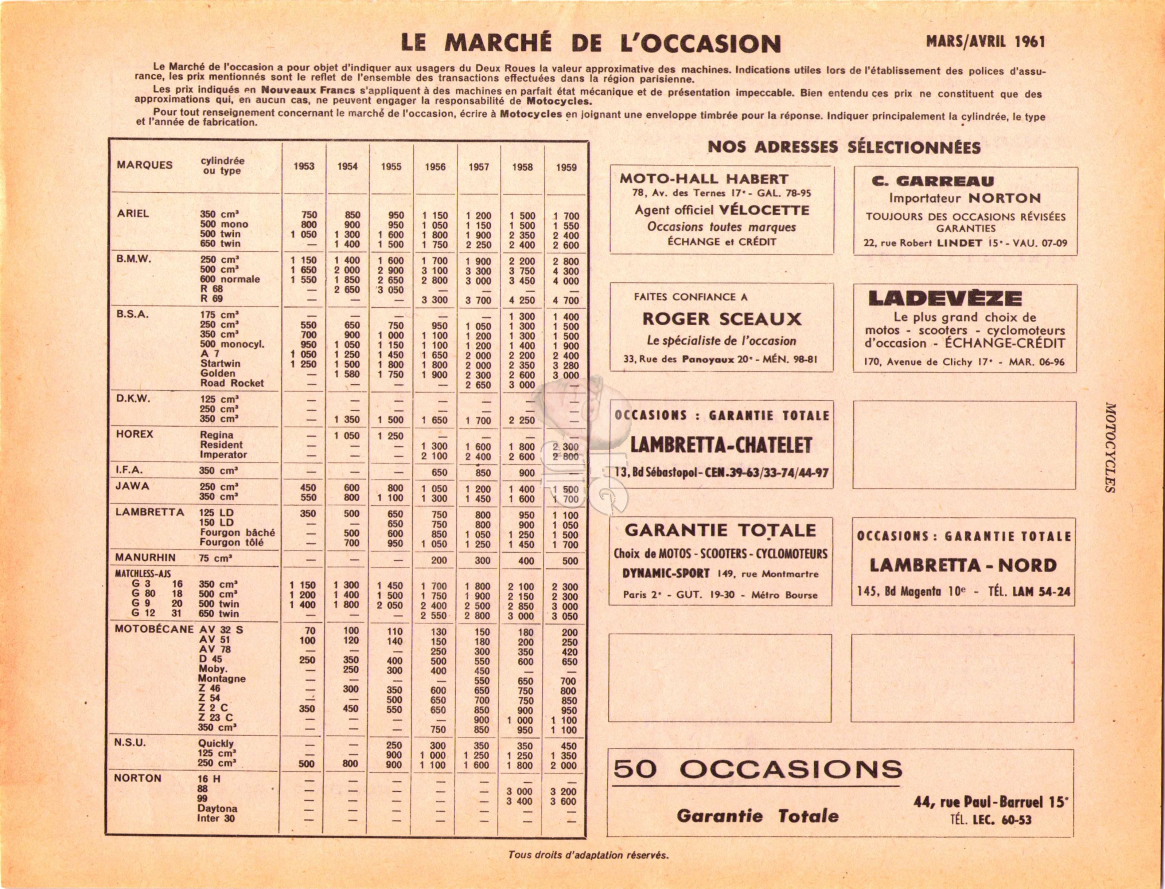 LE MARCHÉ DE L'OCCASION
MARS/AVRIL 1961
Le Marché de l'occasion a pour objet d'indiquer aux usagers du Deux Roues la valeur approximative des machines. Indications utiles lors de l'établissement des polices d'assu-
rance, les prix mentionnés sont le reflet de l'ensemble des transactions effectuées dans la région parisienne.
Les prix indiqués en Nouveaux Francs s'appliquent à des machines en parfait état mécanique et de présentation impeccable. Bien entendu ces prix ne constituent que des
approximations qui, en aucun cas, ne peuvent engager la responsabilité de Motocycles.
Pour tout renseignement concernant le marché de l'occasion, écrire à Motocycles en joignant une enveloppe timbrée pour la réponse. Indiquer principalement la cylindrée, le type
et l'année de fabrication.
MARQUES cylindrée ou type 1953 1954 1955 1956 1957 1958 1959
ARIEL 350 cm³ 750 850 950 1 150 1 200 1 500 1 700
500 mono 800 900 950 1 050 1 150 1 500 1 550
500 twin 1 050 1 300 1 600 1 800 1 900 2 350 2 400
650 twin — 1 400 1 500 1 750 2 250 2 400 2 600
B.M.W. 250 cm³ 1 150 1 400 1 600 1 700 1 900 2 200 2 800
500 cm³ 1 650 2 000 2 900 3 100 3 300 3 750 4 300
600 normale 1 550 1 850 2 650 2 800 3 000 3 450 4 000
R 68 — 2 650 3 050 — — — —
R 69 — — — 3 300 3 700 4 250 4 700
B.S.A. 175 cm³ — — — — — 1 300 1 400
250 cm³ 550 650 750 950 1 050 1 300 1 500
350 cm³ 700 900 1 000 1 100 1 200 1 300 1 500
500 monocyl. 950 1 050 1 150 1 100 1 200 1 400 1 900
A 7 1 050 1 250 1 450 1 650 2 000 2 200 2 400
Startwin 1 250 1 500 1 800 1 800 2 000 2 350 3 280
Golden — 1 580 1 750 1 900 2 300 2 600 3 000
Road Rocket — — — — 2 650 3 000 —
D.K.W. 125 cm³ — — — — — — —
250 cm³ — — — — — — —
350 cm³ — 1 350 1 500 1 650 1 700 2 250 —
HOREX Regina — 1 050 1 250 — — — —
Resident — — — 1 300 1 600 1 800 2 300
Imperator — — — 2 100 2 400 2 600 2 800
I.F.A. 350 cm³ — — — 650 850 900 —
JAWA 250 cm³ 450 600 800 1 050 1 200 1 400 1 500
350 cm³ 550 800 1 100 1 300 1 450 1 600 1 700
LAMBRETTA 125 LD 350 500 650 750 800 950 1 100
150 LD — — 650 750 800 900 1 050
Fourgon bâché — 500 600 850 1 050 1 250 1 500
Fourgon tôlé — 700 950 1 050 1 250 1 450 1 700
MANURHIN 75 cm³ — — — 200 300 400 500
MATCHLESS-AJS
G 3 16 350 cm³ 1 150 1 300 1 450 1 700 1 800 2 100 2 300
G 80 18 500 cm³ 1 200 1 400 1 500 1 750 1 900 2 150 2 300
G 9 20 500 twin 1 400 1 800 2 050 2 400 2 500 2 850 3 000
G 12 31 650 twin — — — 2 550 2 800 3 000 3 050
MOTOBÉCANE AV 32 S 70 100 110 130 150 180 200
AV 51 100 120 140 150 180 200 250
AV 78 — — — 250 300 350 420
D 45 250 350 400 500 550 600 650
Moby. — 250 300 400 450 — —
Montagne — — — — 550 650 700
Z 46 — 300 350 600 650 750 800
Z 54 — — 500 650 700 750 850
Z 2 C 350 450 550 650 850 900 950
Z 23 C — — — — 900 1 000 1 100
350 cm³ — — — 750 850 950 1 100
N.S.U. Quickly — — 250 300 350 350 450
125 cm³ — — 900 1 000 1 250 1 250 1 350
250 cm³ 500 800 900 1 100 1 600 1 800 2 000
NORTON 16 H — — — — — — —
88 — — — — — 3 000 3 200
99 — — — — — 3 400 3 600
Daytona — — — — — — —
Inter 30 — — — — — — —
NOS ADRESSES SÉLECTIONNÉES
MOTO-HALL HABERT
78, Av. des Ternes 17ᵉ - GAL. 78-95
Agent officiel VÉLOCETTE
Occasions toutes marques
ÉCHANGE et CRÉDIT
C. GARREAU
Importateur NORTON
TOUJOURS DES OCCASIONS RÉVISÉES
GARANTIES
22, rue Robert LINDET 15ᵉ - VAU. 07-09
FAITES CONFIANCE A
ROGER SCEAUX
Le spécialiste de l'occasion
33, Rue des Panoyaux 20ᵉ - MÉN. 98-81
LADEVÈZE
Le plus grand choix de
motos - scooters - cyclomoteurs
d'occasion - ÉCHANGE-CRÉDIT
170, Avenue de Clichy 17ᵉ - MAR. 06-96
OCCASIONS : GARANTIE TOTALE
LAMBRETTA-CHATELET
13, Bd Sébastopol - CEN. 39-63/33-74/44-97
GARANTIE TOTALE
Choix de MOTOS - SCOOTERS - CYCLOMOTEURS
DYNAMIC-SPORT 149, rue Montmartre
Paris 2ᵉ - GUT. 19-30 - Métro Bourse
OCCASIONS : GARANTIE TOTALE
LAMBRETTA - NORD
145, Bd Magenta 10ᵉ - TÉL. LAM 54-24
50 OCCASIONS
Garantie Totale
44, rue Paul-Barruel 15ᵉ
TÉL. LEC. 60-53
MOTOCYCLES
Tous droits d'adaptation réservés.